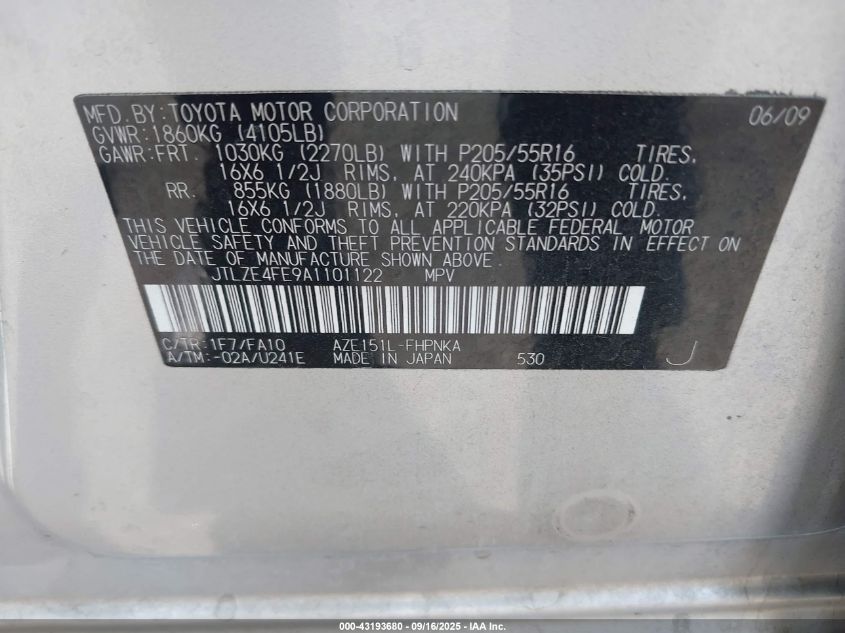 MFD.BY:TOYOTA MOTOR CORPORATION 06/09
GVWR:1860KG (4105LB)
GAWR:FRT. 1030KG (2270LB) WITH P205/55R16 TIRES,
16X6 1/2J RIMS, AT 240KPA (35PSI) COLD.
RR. 855KG (1880LB) WITH P205/55R16 TIRES,
16X6 1/2J RIMS, AT 220KPA (32PSI) COLD.
THIS VEHICLE CONFORMS TO ALL APPLICABLE FEDERAL MOTOR
VEHICLE SAFETY AND THEFT PREVENTION STANDARDS IN EFFECT ON
THE DATE OF MANUFACTURE SHOWN ABOVE.
JTLZE4FE9A1101122 MPV
C/TR:1F7/FA10 AZE151L-FHPNKA
A/TM:-02A/U241E MADE IN JAPAN 530 J
000-43193680 - 09/16/2025 - IAA Inc.